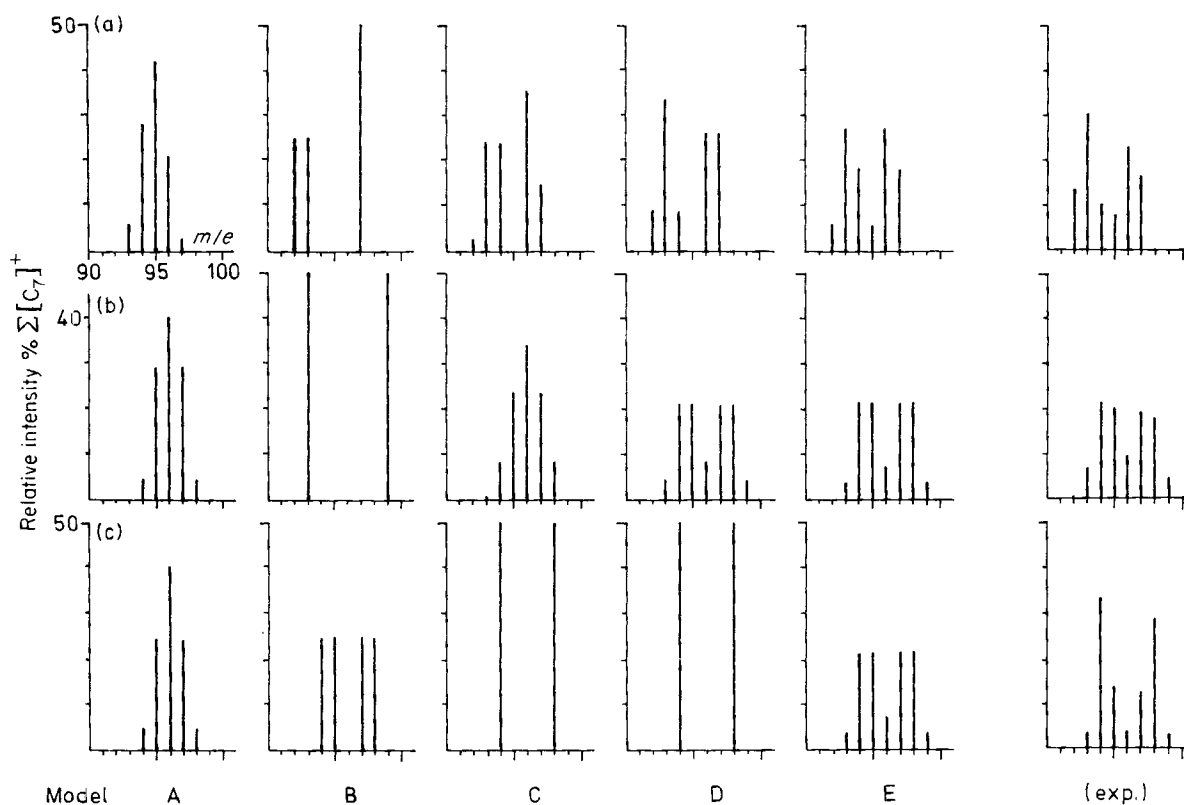 50 (a)
m/e
90 95 100
(b)
40
Relative intensity % Σ[C₇]⁺
50 (c)
Model A B C D E (exp.)